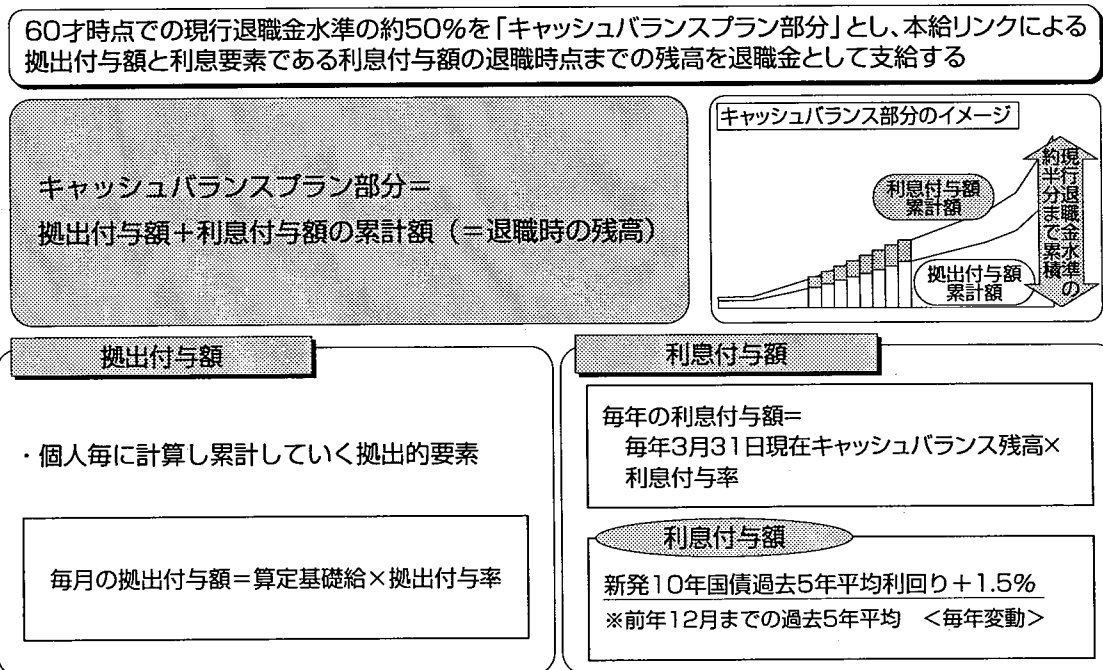 60才時点での現行退職金水準の約50%を「キャッシュバランスプラン部分」とし、本給リンクによる
拠出付与額と利息要素である利息付与額の退職時点までの残高を退職金として支給する
キャッシュバランスプラン部分=
拠出付与額+利息付与額の累計額(=退職時の残高)
キャッシュバランス部分のイメージ
利息付与額
累計額
拠出付与額
累計額
現行退職金水準の
約半分まで累積
拠出付与額
・個人毎に計算し累計していく拠出的要素
毎月の拠出付与額=算定基礎給×拠出付与率
利息付与額
毎年の利息付与額=
毎年3月31日現在キャッシュバランス残高×
利息付与率
利息付与額
新発10年国債過去5年平均利回り+1.5%
※前年12月までの過去5年平均 <毎年変動>